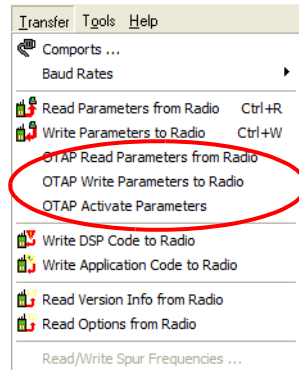 Transfer Tools Help
Comports ...
Baud Rates
Read Parameters from Radio Ctrl+R
Write Parameters to Radio Ctrl+W
OTAP Read Parameters from Radio
OTAP Write Parameters to Radio
OTAP Activate Parameters
Write DSP Code to Radio
Write Application Code to Radio
Read Version Info from Radio
Read Options from Radio
Read/Write Spur Frequencies ...